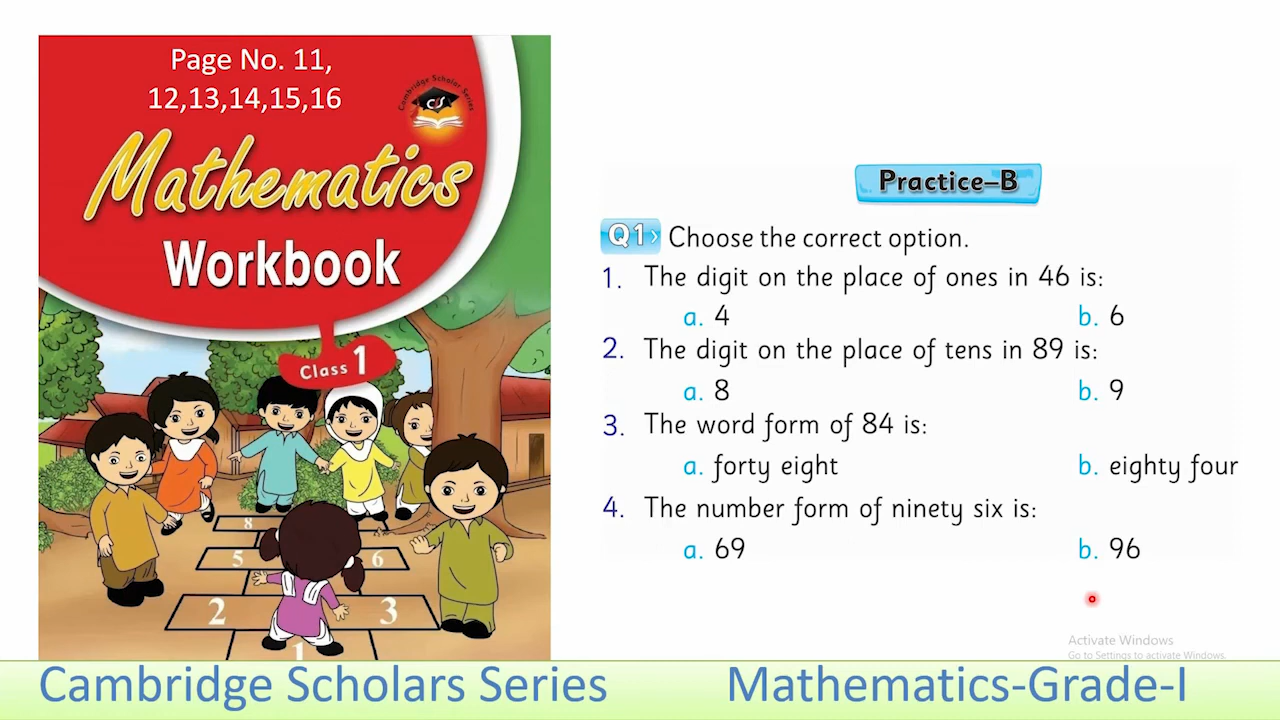 Page No. 11,
12,13,14,15,16
Cambridge Scholar Series
CSS
Mathematics
Workbook
Class 1
8
5
6
2
3
1
Practice–B
Q1 Choose the correct option.
1. The digit on the place of ones in 46 is:
a. 4 b. 6
2. The digit on the place of tens in 89 is:
a. 8 b. 9
3. The word form of 84 is:
a. forty eight b. eighty four
4. The number form of ninety six is:
a. 69 b. 96
Activate Windows
Go to Settings to activate Windows.
Cambridge Scholars Series Mathematics-Grade-I